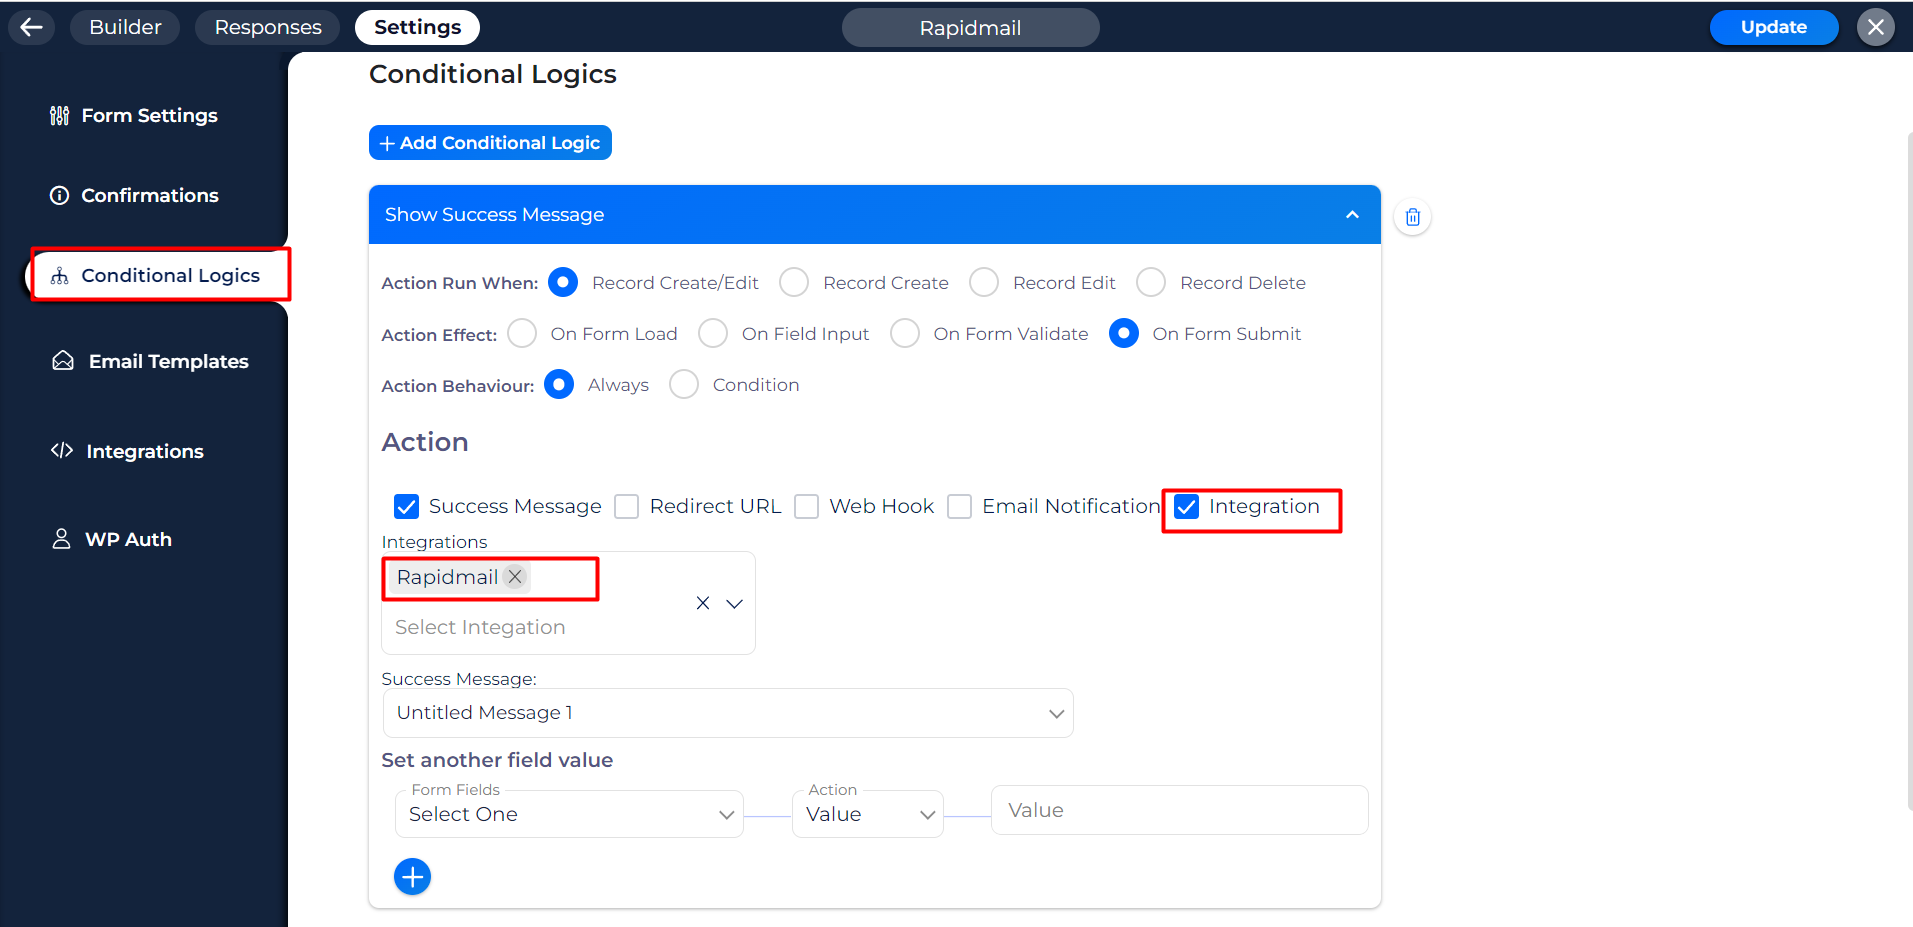 Builder Responses Settings Rapidmail Update
Conditional Logics
Form Settings
Confirmations
Conditional Logics
Email Templates
Integrations
WP Auth
Add Conditional Logic
Show Success Message
Action Run When: Record Create/Edit Record Create Record Edit Record Delete
Action Effect: On Form Load On Field Input On Form Validate On Form Submit
Action Behaviour: Always Condition
Action
Success Message Redirect URL Web Hook Email Notification Integration
Integrations
Rapidmail
Select Integation
Success Message:
Untitled Message 1
Set another field value
Form Fields Action
Select One Value Value